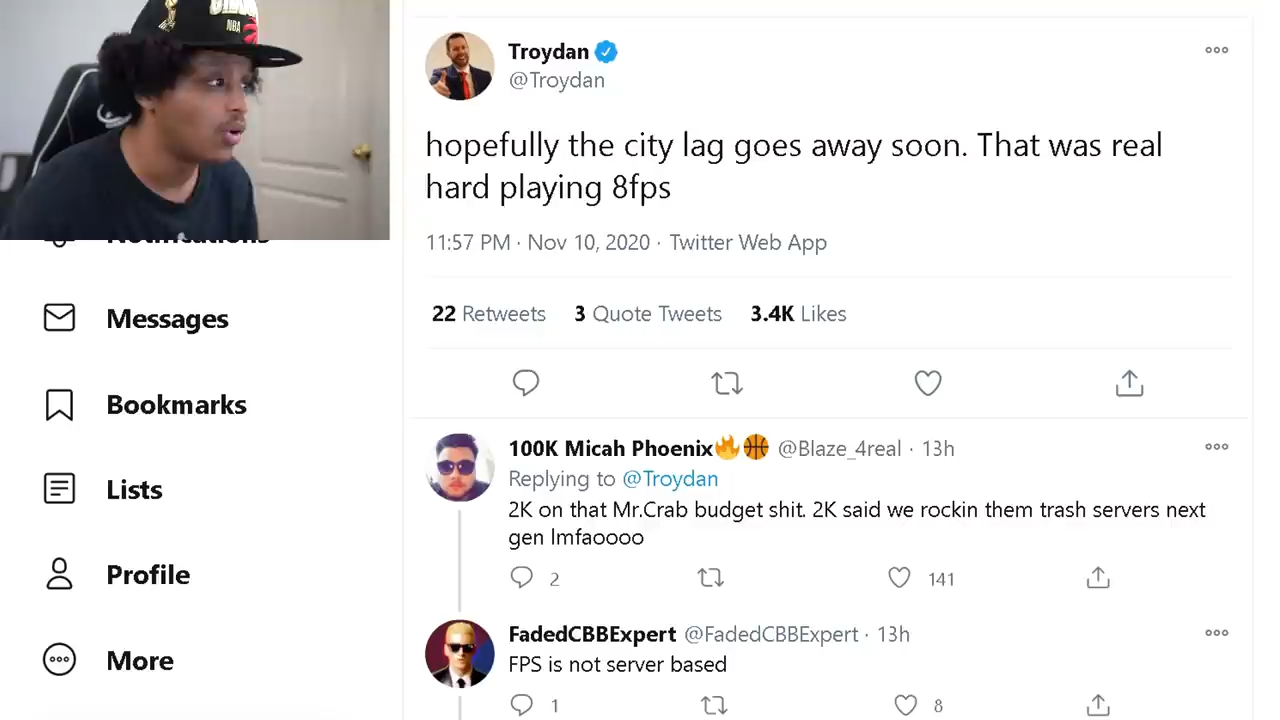 NBA
Troydan
@Troydan
hopefully the city lag goes away soon. That was real
hard playing 8fps
11:57 PM · Nov 10, 2020 · Twitter Web App
22 Retweets 3 Quote Tweets 3.4K Likes
100K Micah Phoenix🔥🏀 @Blaze_4real · 13h
Replying to @Troydan
2K on that Mr.Crab budget shit. 2K said we rockin them trash servers next
gen lmfaoooo
2 141
FadedCBBExpert @FadedCBBExpert · 13h
FPS is not server based
1 8
Notifications
Messages
Bookmarks
Lists
Profile
More